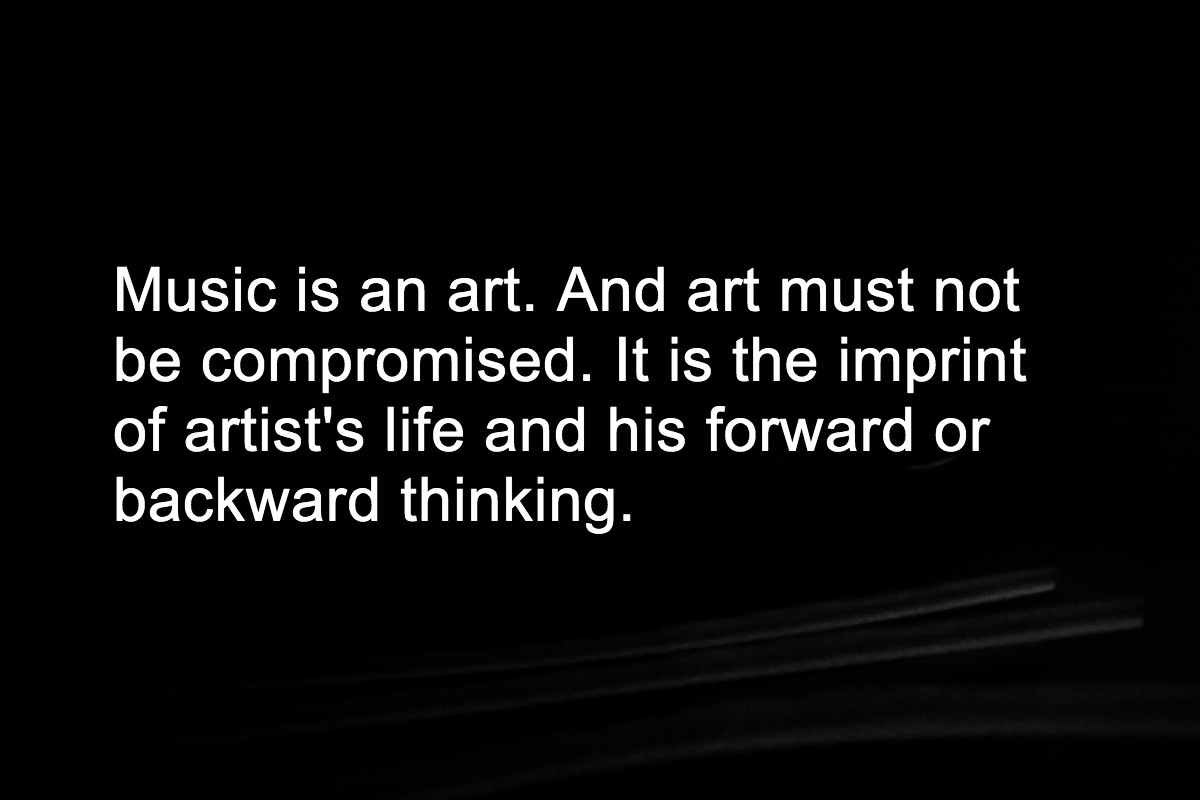 Music is an art. And art must not
be compromised. It is the imprint
of artist's life and his forward or
backward thinking.